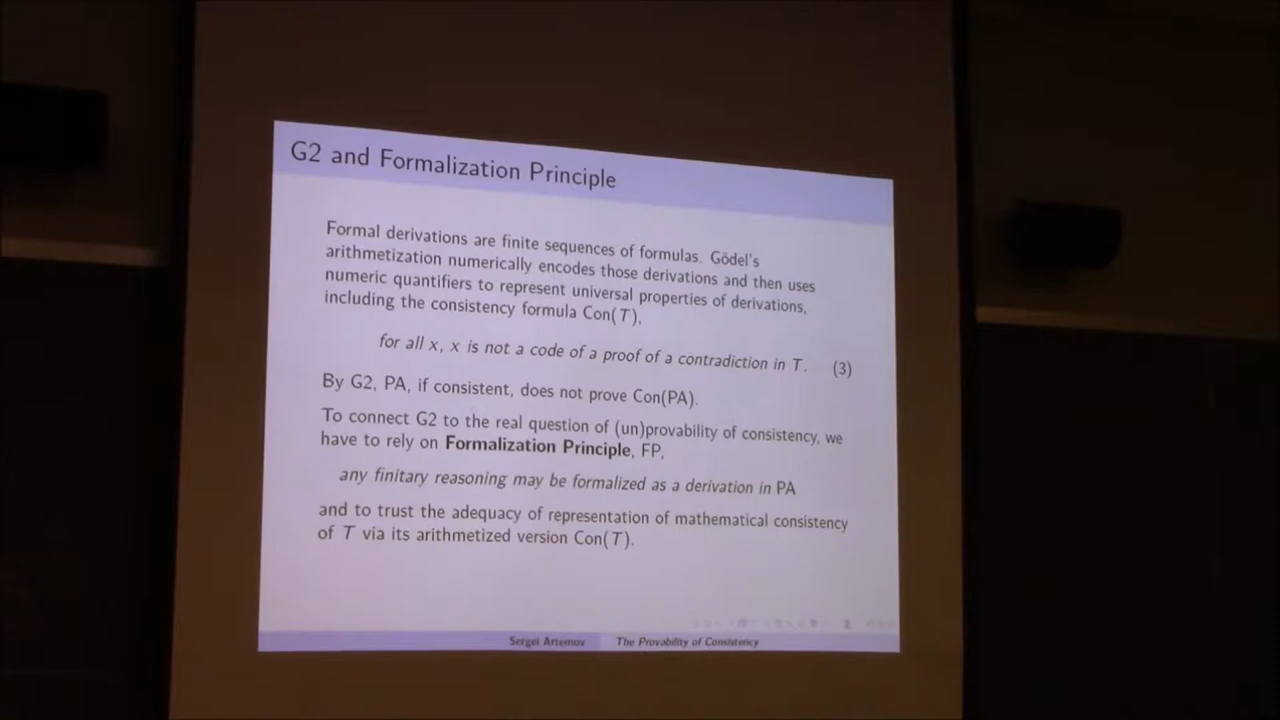 G2 and Formalization Principle
Formal derivations are finite sequences of formulas. Gödel's
arithmetization numerically encodes those derivations and then uses
numeric quantifiers to represent universal properties of derivations,
including the consistency formula Con(T),
for all x, x is not a code of a proof of a contradiction in T. (3)
By G2, PA, if consistent, does not prove Con(PA).
To connect G2 to the real question of (un)provability of consistency, we
have to rely on Formalization Principle, FP,
any finitary reasoning may be formalized as a derivation in PA
and to trust the adequacy of representation of mathematical consistency
of T via its arithmetized version Con(T).
Sergei Artemov The Provability of Consistency